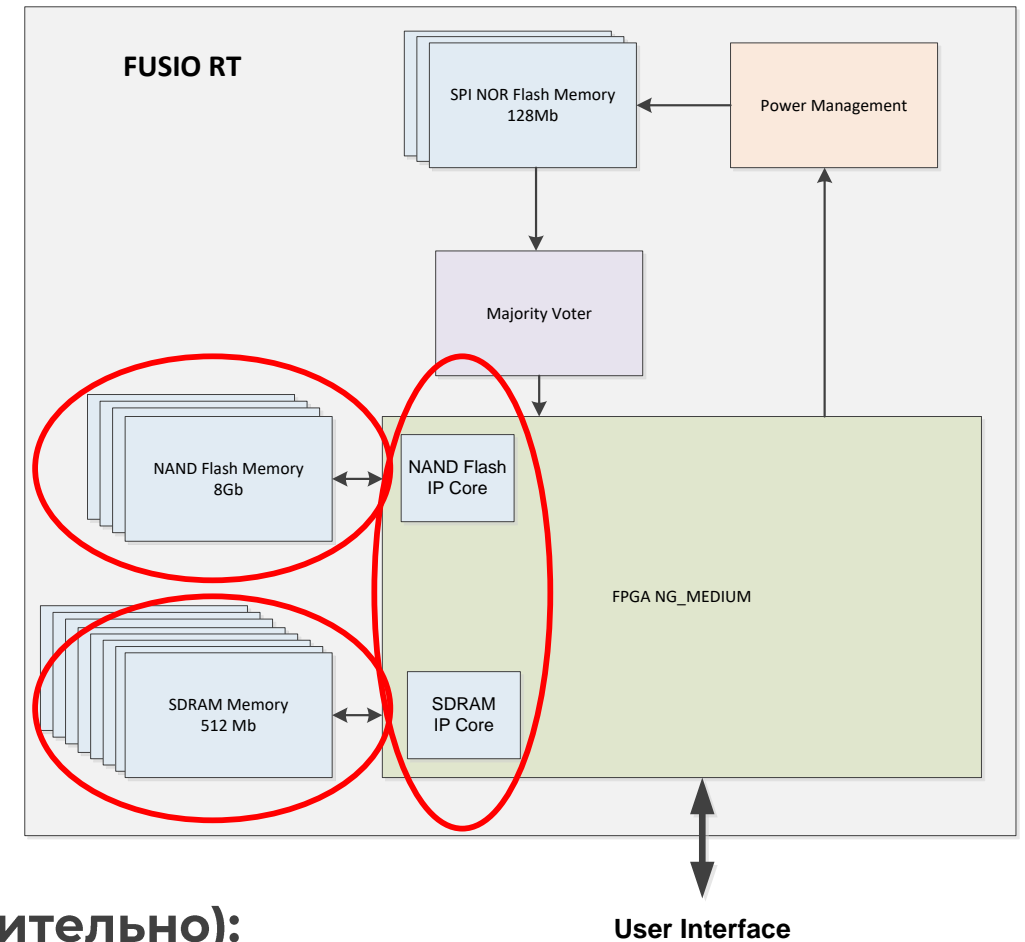 FUSIO RT
SPI NOR Flash Memory
128Mb
Power Management
Majority Voter
NAND Flash Memory
8Gb
NAND Flash
IP Core
FPGA NG_MEDIUM
SDRAM Memory
512 Mb
SDRAM
IP Core
ительно):
User Interface